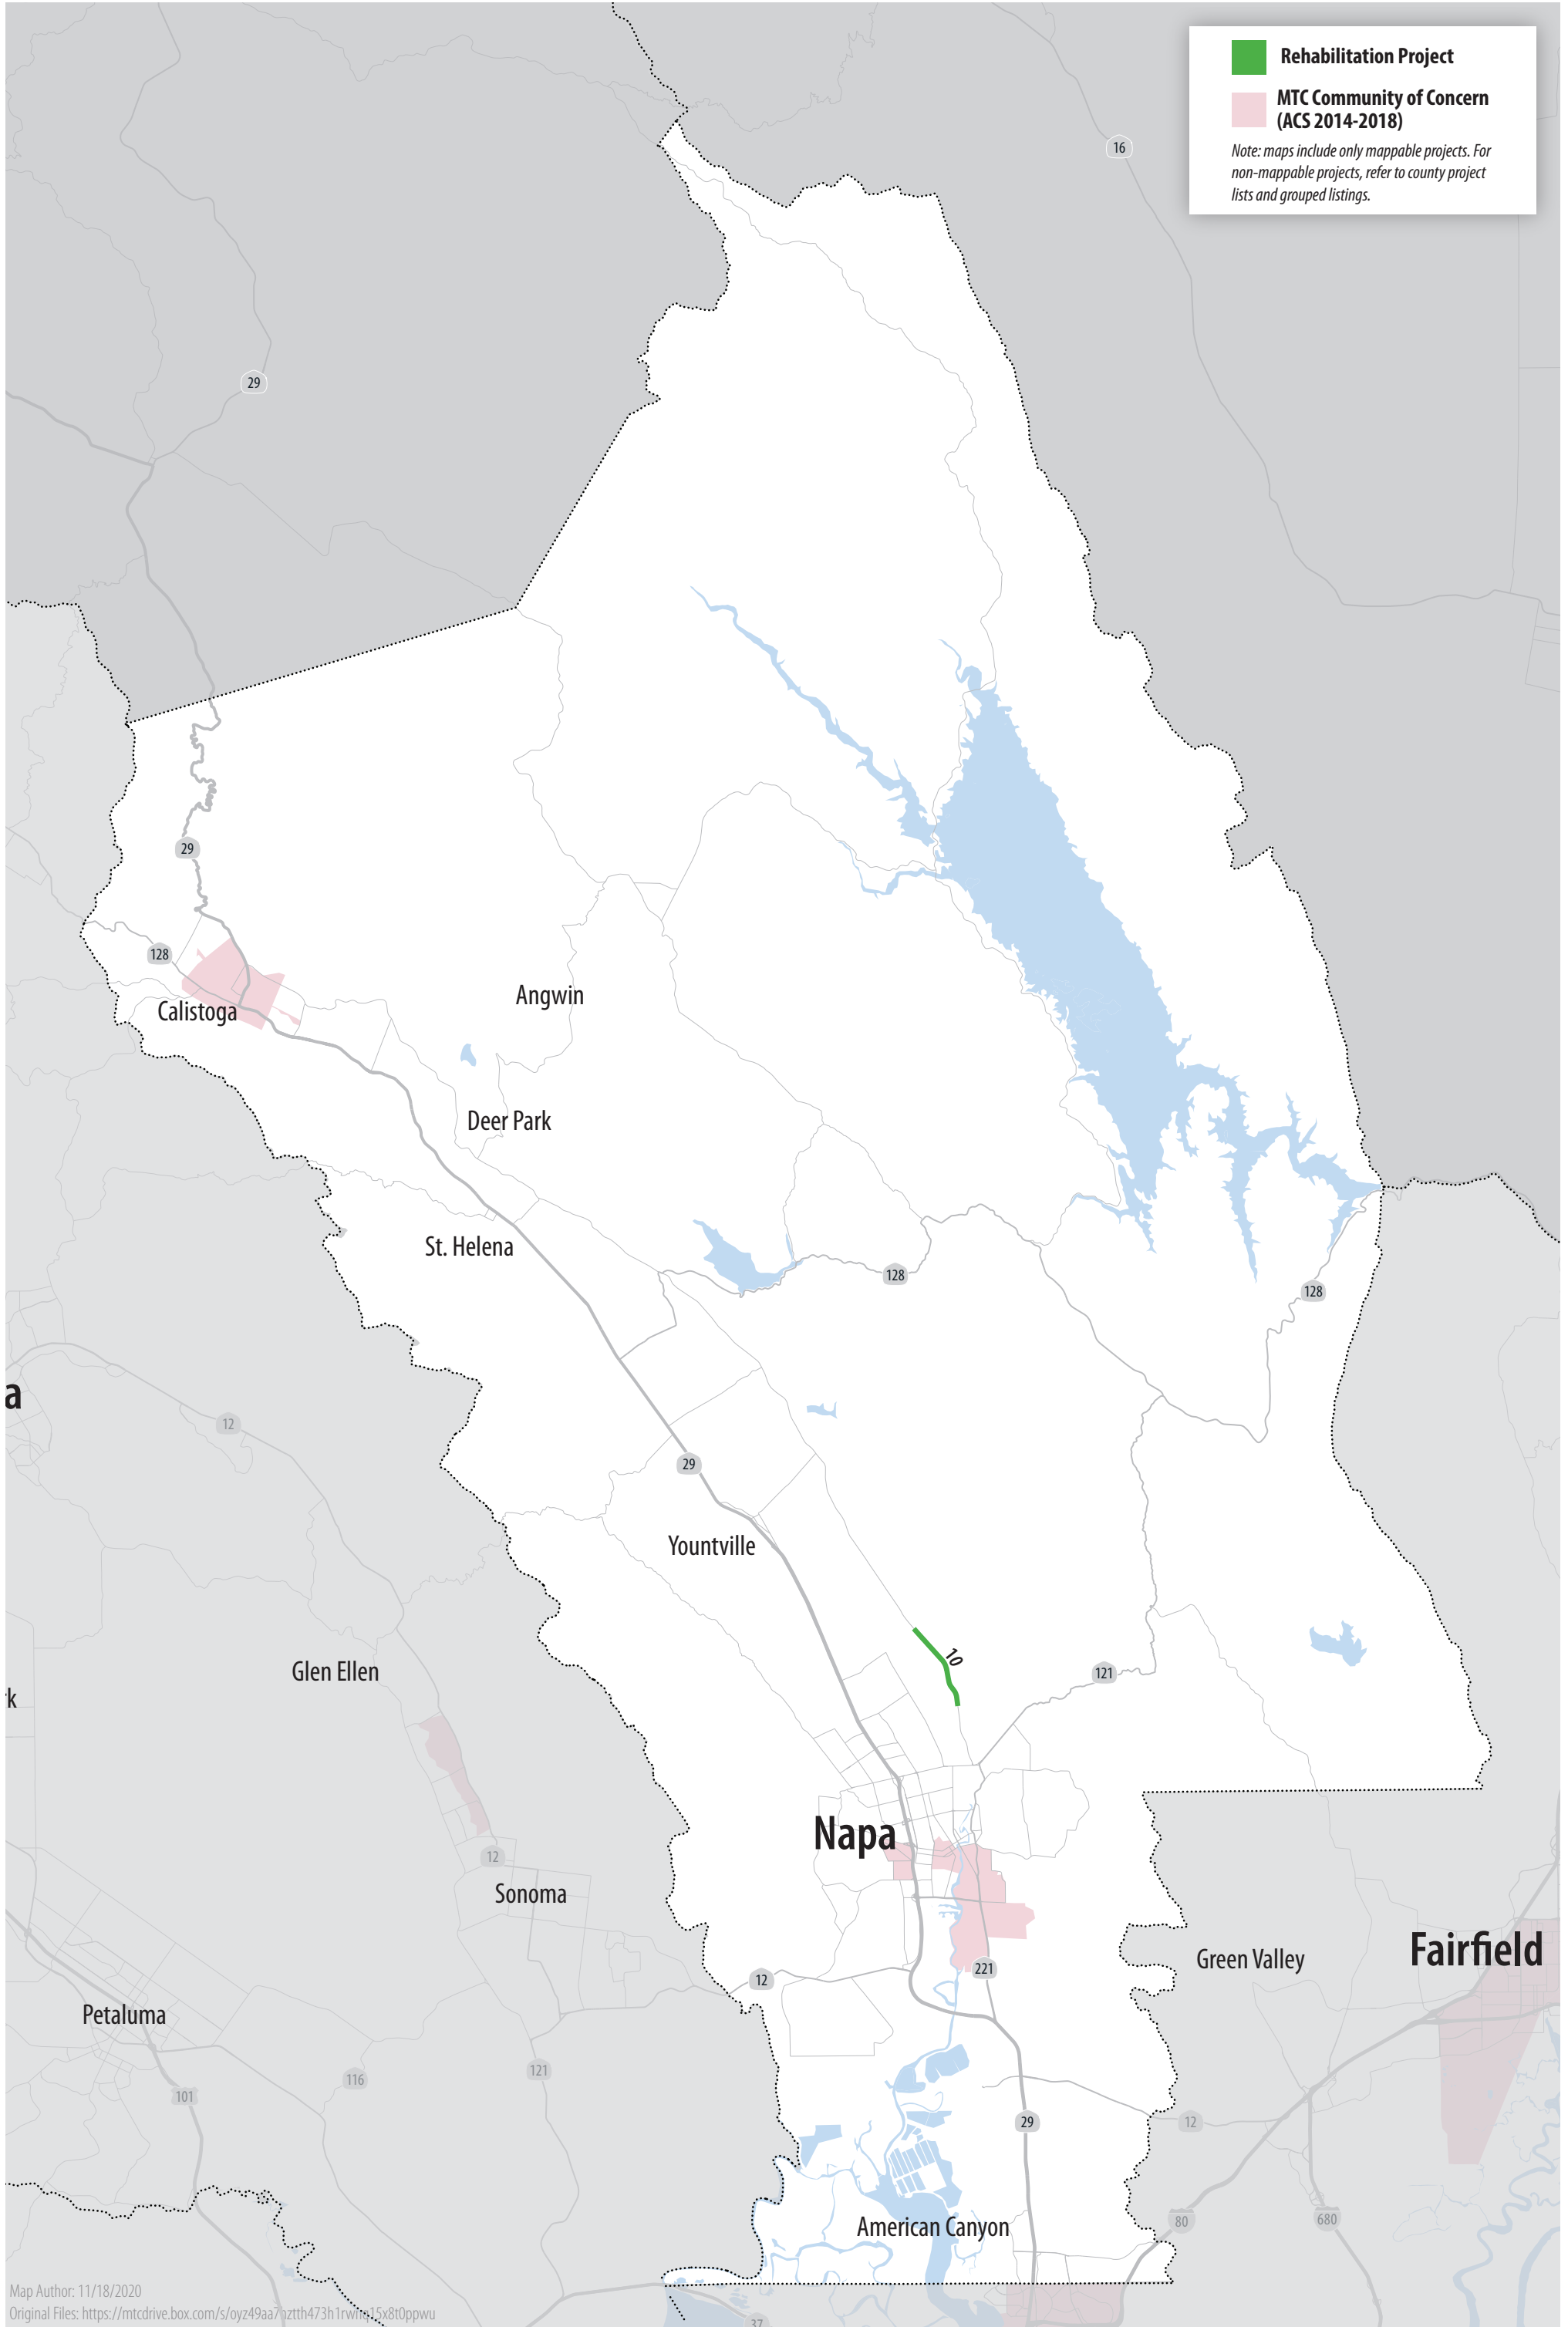 Rehabilitation Project
MTC Community of Concern
(ACS 2014-2018)
Note: maps include only mappable projects. For
non-mappable projects, refer to county project
lists and grouped listings.
16
29
29
128
Calistoga
Angwin
Deer Park
St. Helena
128
128
a
12
29
Yountville
10
Glen Ellen
121
rk
Napa
12
Sonoma
Green Valley
Fairfield
221
12
Petaluma
116
121
101
29
12
American Canyon
80
680
Map Author: 11/18/2020
Original Files:
37